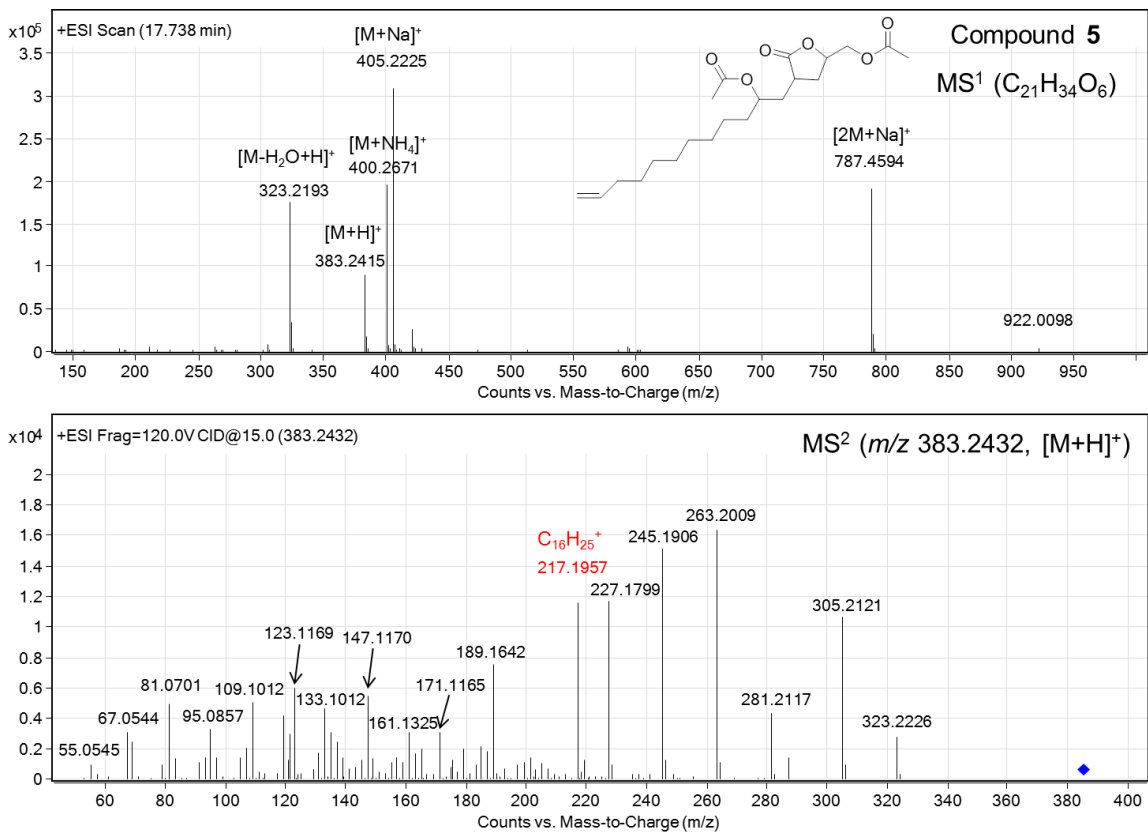 +ESI Scan (17.738 min)
Compound 5
MS¹ (C₂₁H₃₄O₆)
x10⁵
3.5
3
2.5
2
1.5
1
0.5
0
[M+Na]⁺
405.2225
[M+NH₄]⁺
400.2671
[M-H₂O+H]⁺
323.2193
[M+H]⁺
383.2415
[2M+Na]⁺
787.4594
922.0098
O
O
O
O
O
O
150 200 250 300 350 400 450 500 550 600 650 700 750 800 850 900 950
Counts vs. Mass-to-Charge (m/z)
+ESI Frag=120.0V CID@15.0 (383.2432)
MS² (m/z 383.2432, [M+H]⁺)
x10⁴
2
1.8
1.6
1.4
1.2
1
0.8
0.6
0.4
0.2
0
55.0545
67.0544
81.0701
95.0857
109.1012
123.1169
133.1012
147.1170
161.1325
171.1165
189.1642
C₁₆H₂₅⁺
217.1957
227.1799
245.1906
263.2009
281.2117
305.2121
323.2226
60 80 100 120 140 160 180 200 220 240 260 280 300 320 340 360 380 400
Counts vs. Mass-to-Charge (m/z)